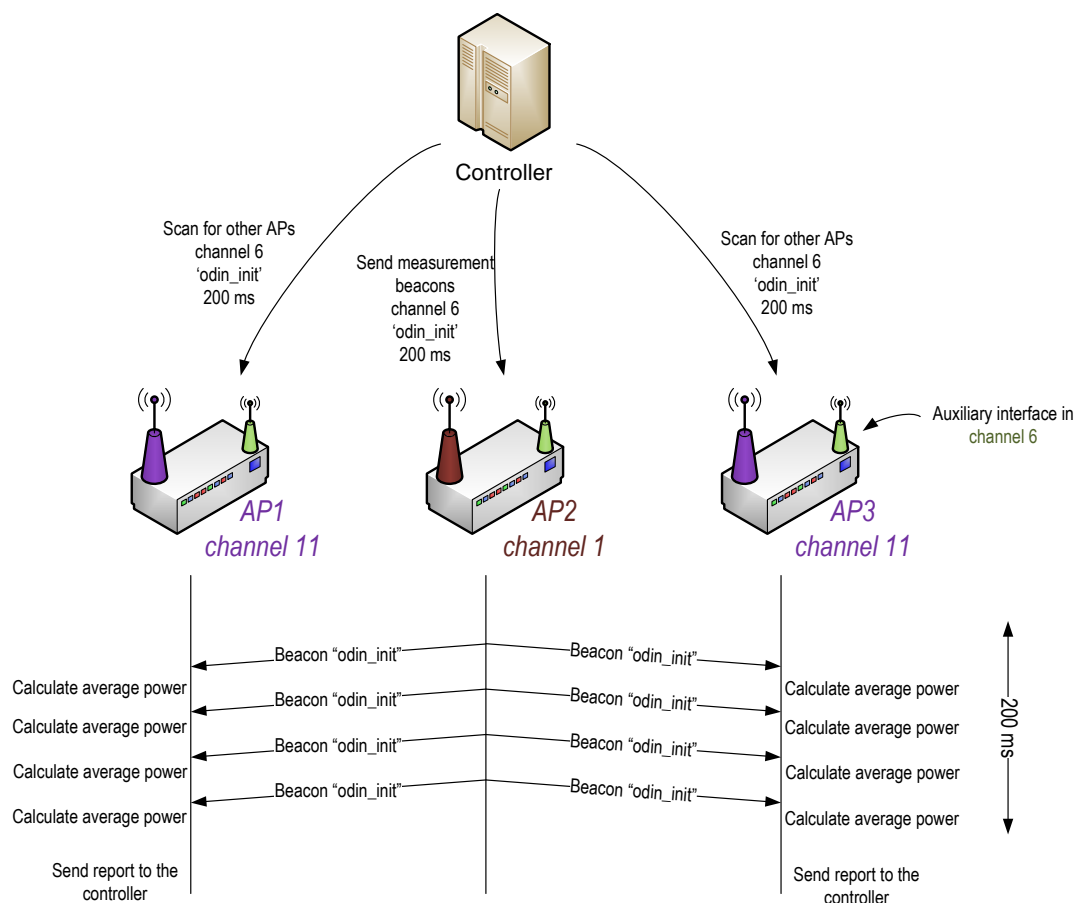 Controller
Scan for other APs
channel 6
‘odin_init’
200 ms
Send measurement
beacons
channel 6
‘odin_init’
200 ms
Scan for other APs
channel 6
‘odin_init’
200 ms
Auxiliary interface in
channel 6
AP1
channel 11
AP2
channel 1
AP3
channel 11
Beacon “odin_init”
Beacon “odin_init”
Calculate average power
Beacon “odin_init”
Beacon “odin_init”
Calculate average power
Calculate average power
Beacon “odin_init”
Beacon “odin_init”
Calculate average power
Calculate average power
Beacon “odin_init”
Beacon “odin_init”
Calculate average power
Calculate average power
Calculate average power
200 ms
Send report to the
controller
Send report to the
controller